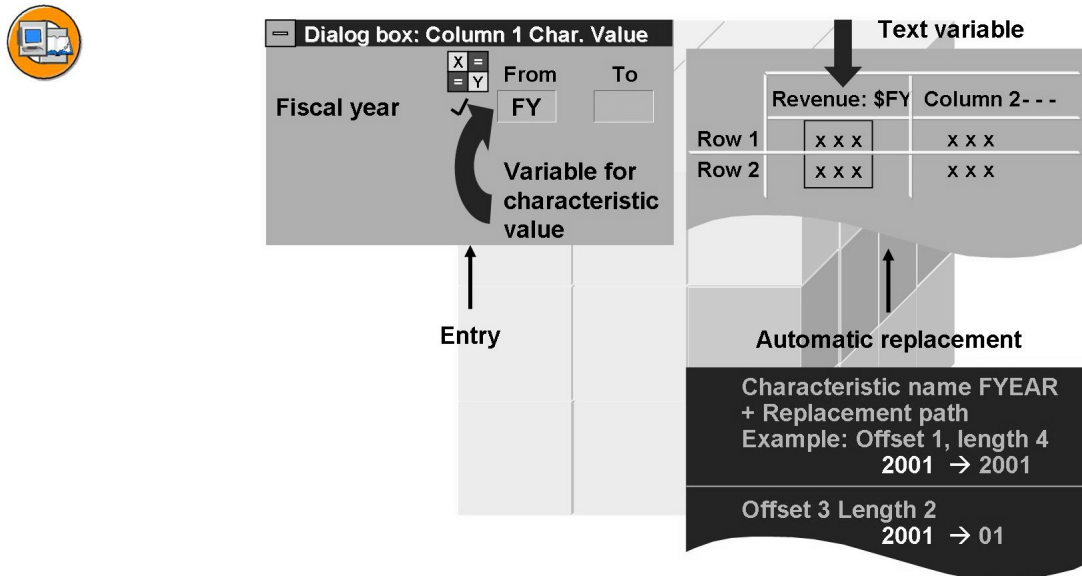 Dialog box: Column 1 Char. Value
X =
= Y
From To
Fiscal year ✓ FY
Variable for
characteristic
value
Entry
Text variable
Revenue: $FY Column 2- - -
Row 1 x x x x x x
Row 2 x x x x x x
Automatic replacement
Characteristic name FYEAR
+ Replacement path
Example: Offset 1, length 4
2001 → 2001
Offset 3 Length 2
2001 → 01